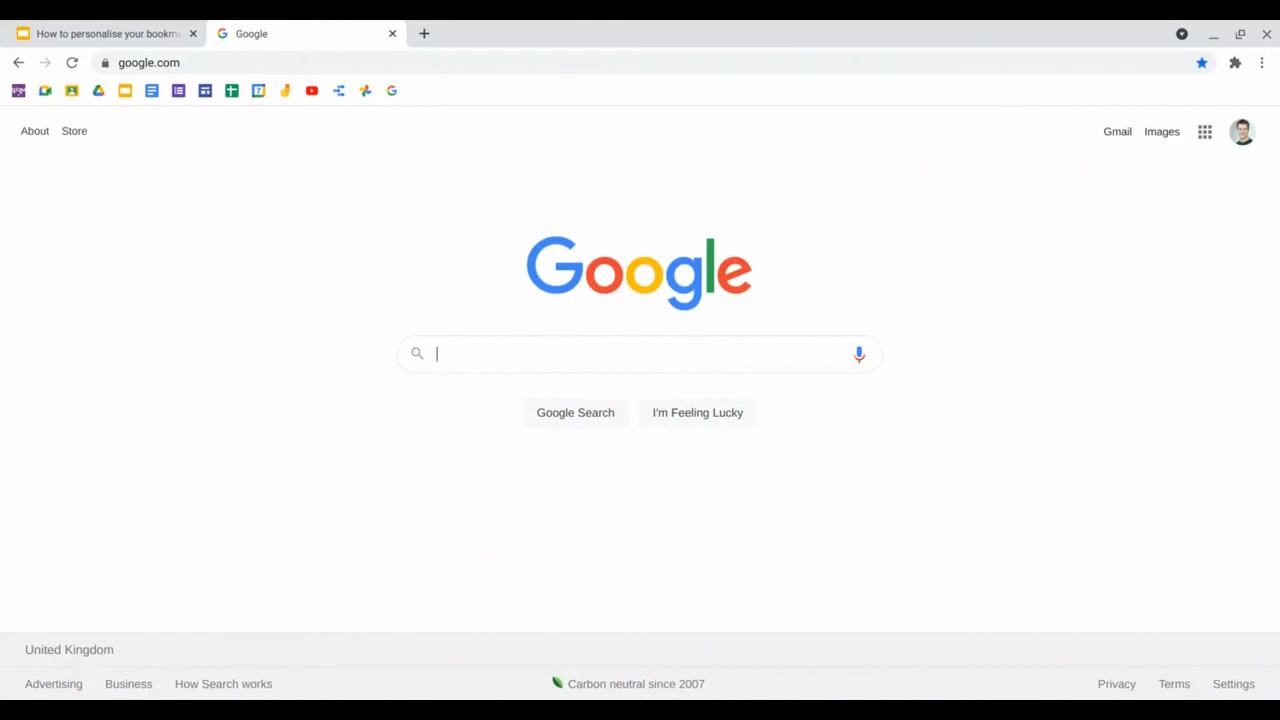 How to personalise your bookma
Google
google.com
About Store
Gmail Images
Google
Google Search I'm Feeling Lucky
United Kingdom
Advertising Business How Search works
Carbon neutral since 2007
Privacy Terms Settings